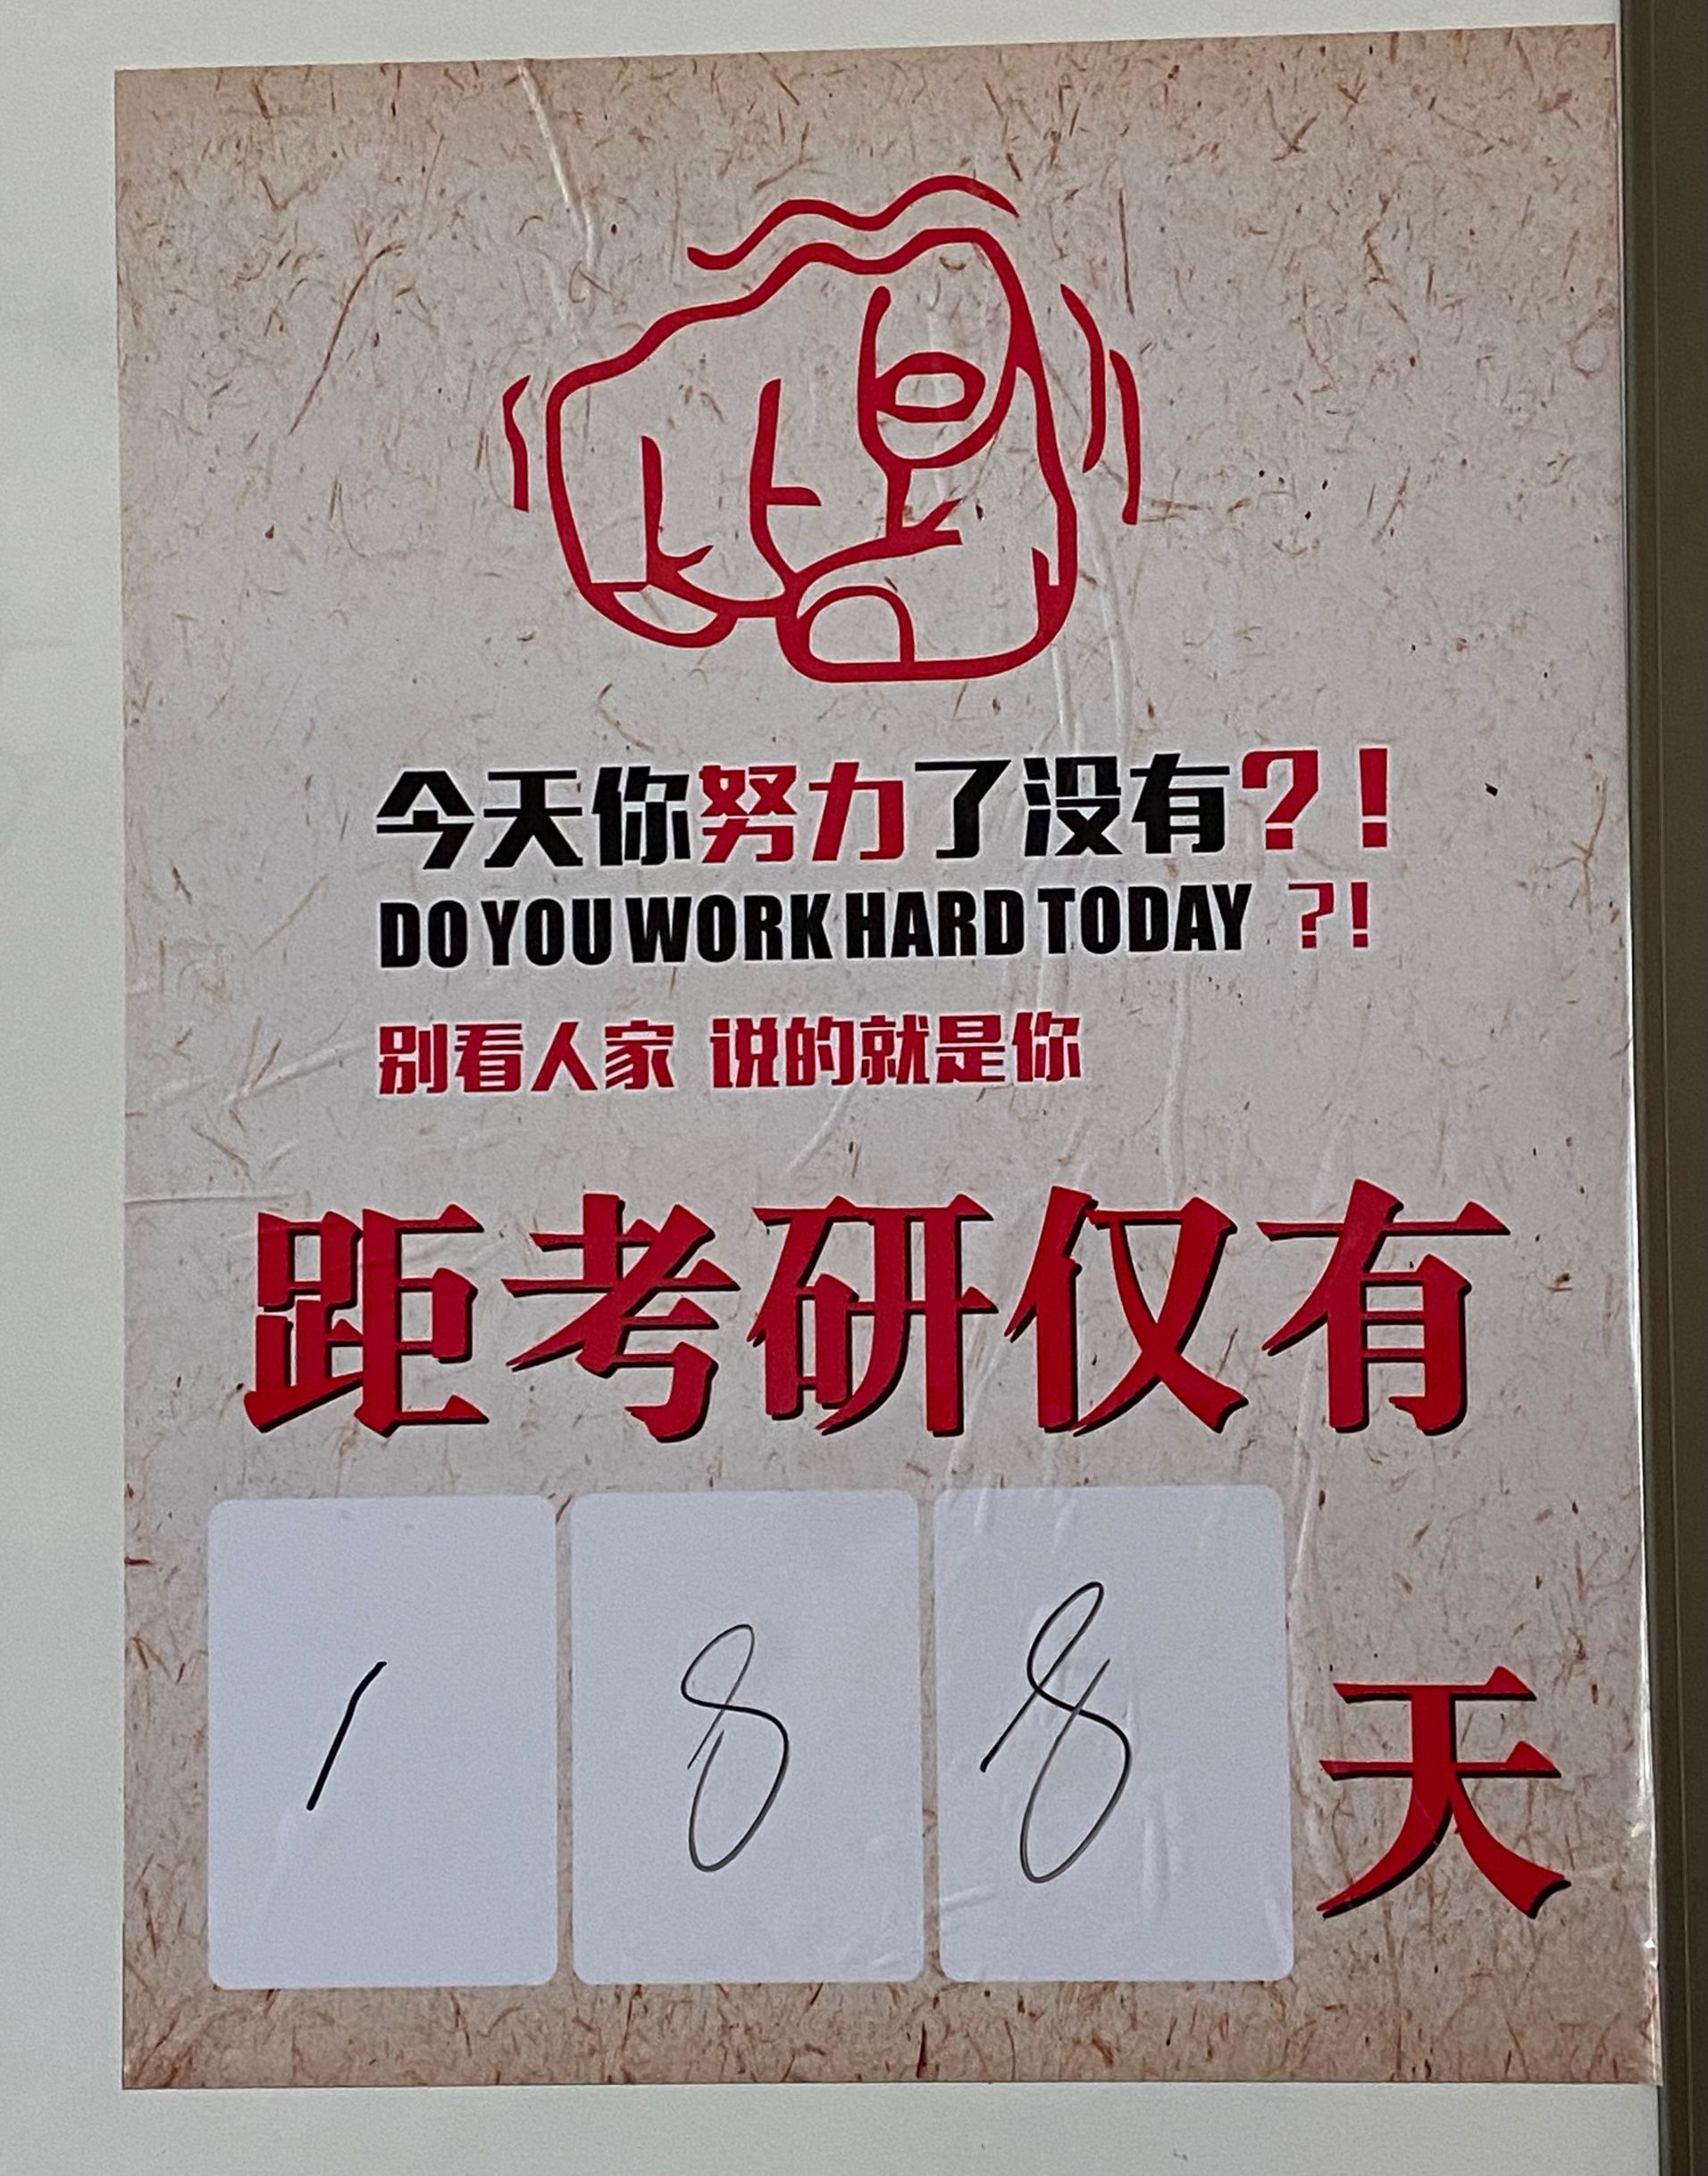 今天你努力了没有?!
DO YOU WORK HARD TODAY ?!
别看人家 说的就是你
距考研仅有
188天